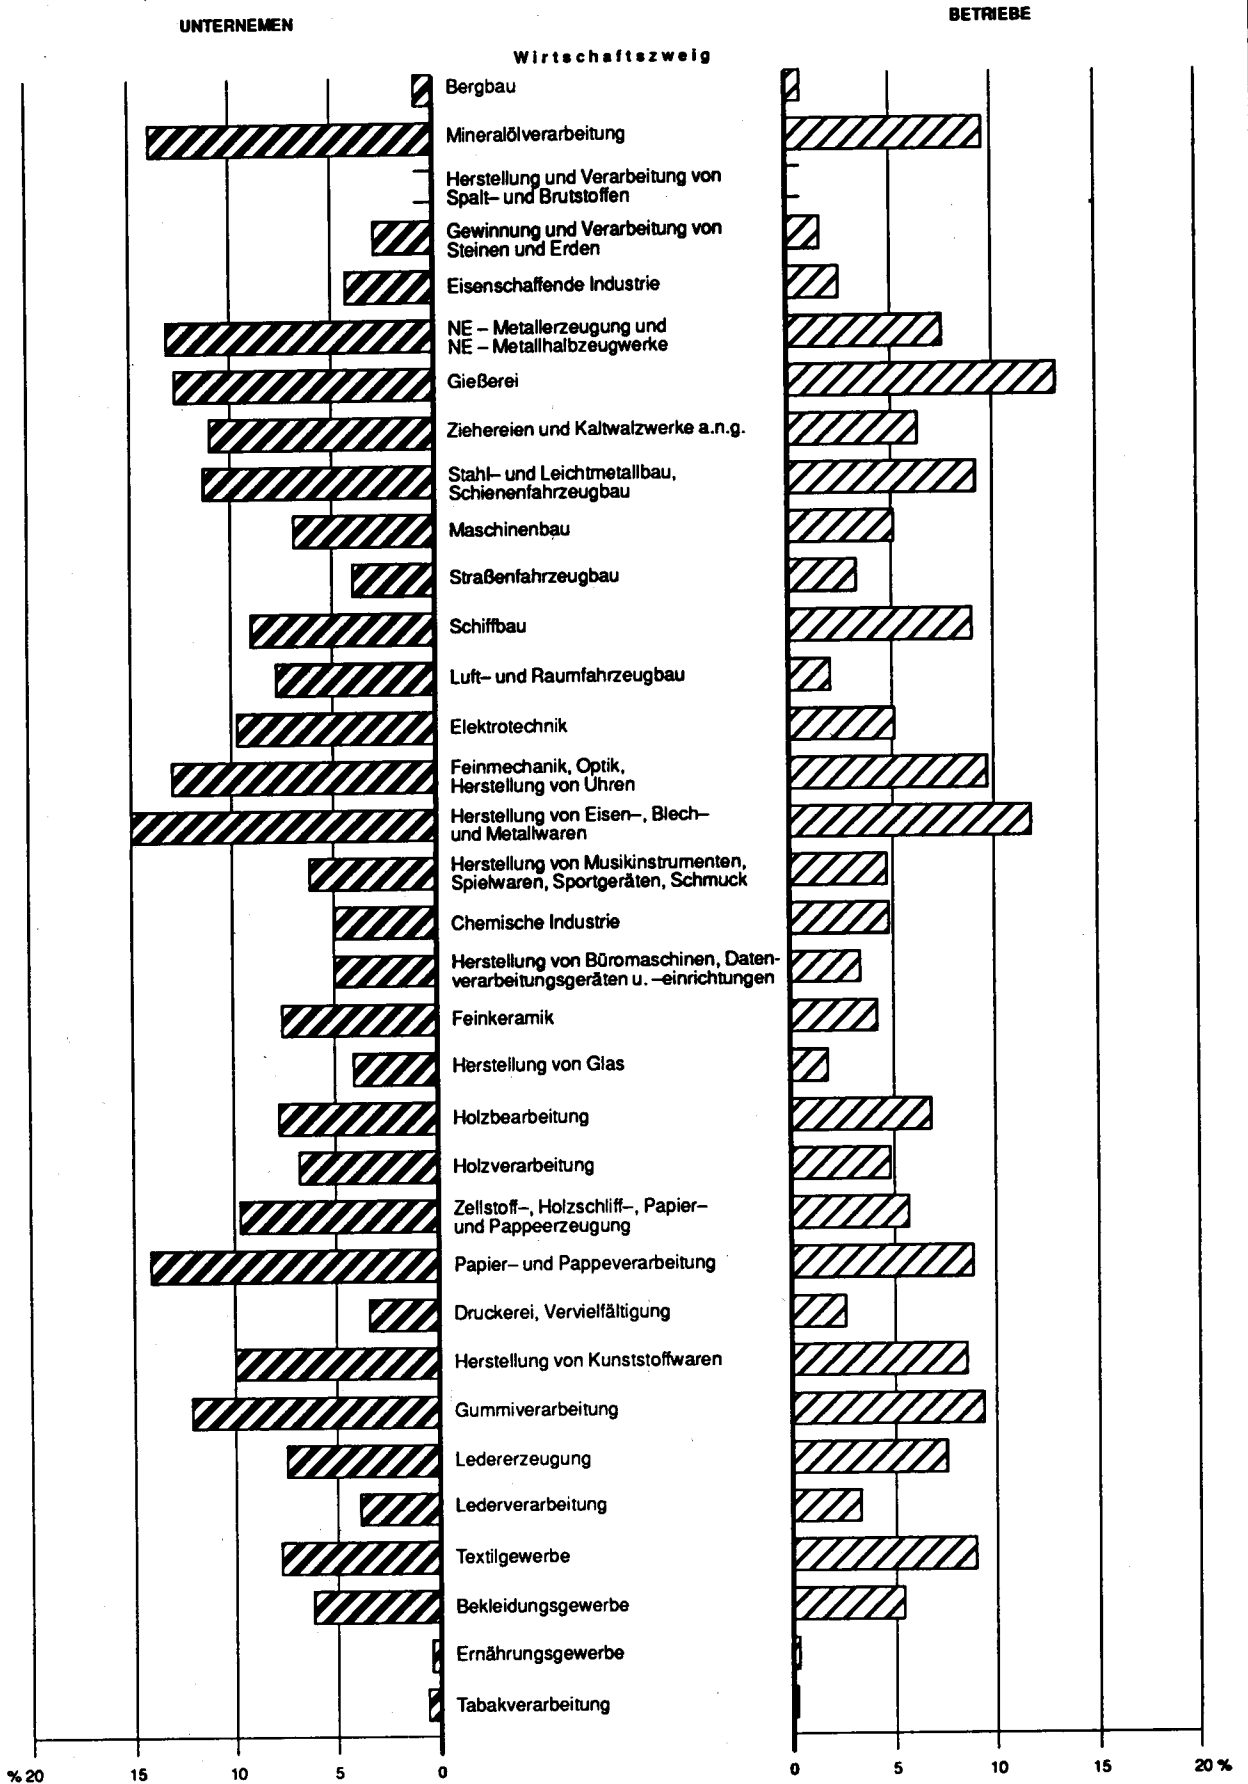 UNTERNEMEN
BETRIEBE
Wirtschaftszweig
Bergbau
Mineralölverarbeitung
Herstellung und Verarbeitung von
Spalt– und Brutstoffen
Gewinnung und Verarbeitung von
Steinen und Erden
Eisenschaffende Industrie
NE – Metallerzeugung und
NE – Metallhalbzeugwerke
Gießerei
Ziehereien und Kaltwalzwerke a.n.g.
Stahl– und Leichtmetallbau,
Schienenfahrzeugbau
Maschinenbau
Straßenfahrzeugbau
Schiffbau
Luft– und Raumfahrzeugbau
Elektrotechnik
Feinmechanik, Optik,
Herstellung von Uhren
Herstellung von Eisen–, Blech–
und Metallwaren
Herstellung von Musikinstrumenten,
Spielwaren, Sportgeräten, Schmuck
Chemische Industrie
Herstellung von Büromaschinen, Daten-
verarbeitungsgeräten u. –einrichtungen
Feinkeramik
Herstellung von Glas
Holzbearbeitung
Holzverarbeitung
Zellstoff–, Holzschliff–, Papier–
und Pappeerzeugung
Papier– und Pappeverarbeitung
Druckerei, Vervielfältigung
Herstellung von Kunststoffwaren
Gummiverarbeitung
Ledererzeugung
Lederverarbeitung
Textilgewerbe
Bekleidungsgewerbe
Ernährungsgewerbe
Tabakverarbeitung
% 20 15 10 5 0
0 5 10 15 20 %